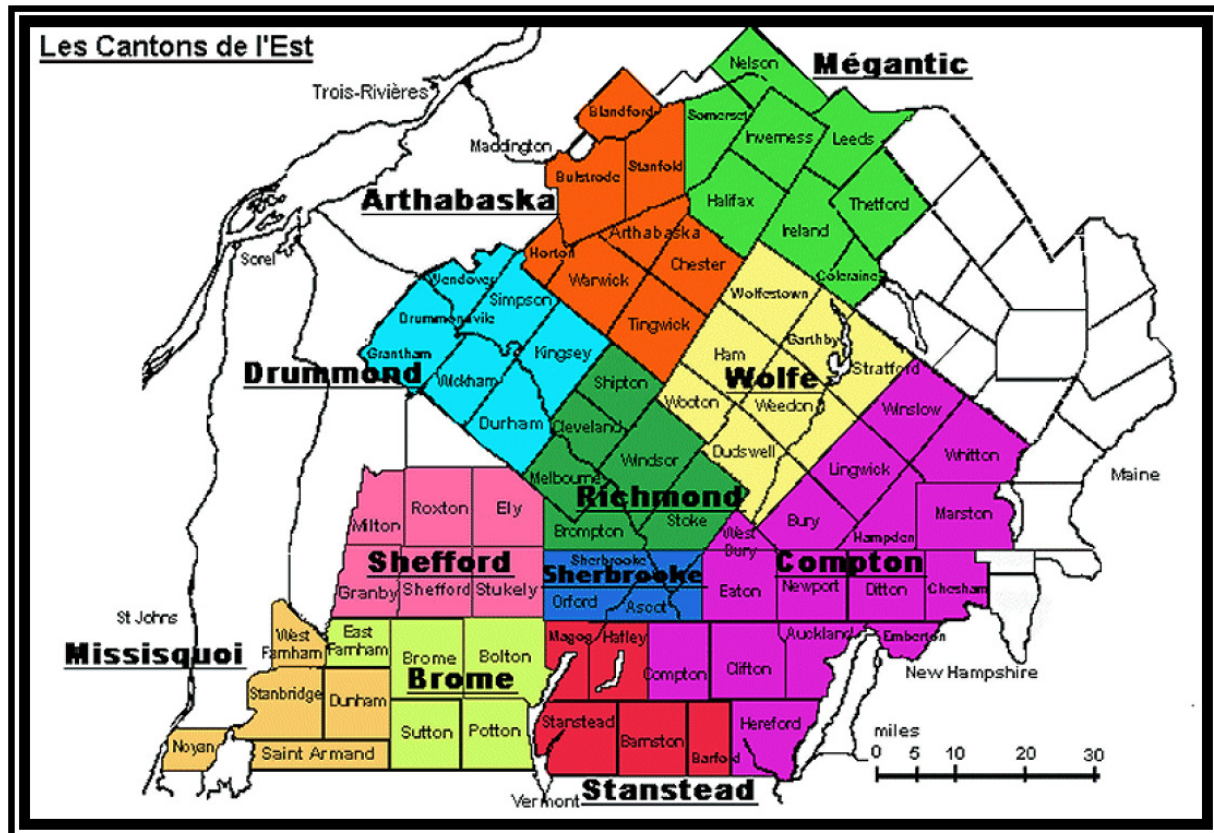 Les Cantons de l'Est
Mégantic
Nelson
Trois-Rivières
Blandford
Somerset
Inverness
Leeds
Maddington
Stanfold
Bulstrode
Arthabaska
Halifax
Thetford
Ireland
Arthabaska
Sorel
Horton
Chester
Coleraine
Warwick
Wendover
Simpson
Wolfestown
Drummondvile
Tingwick
Garthby
Grantham
Kingsey
Ham
Stratford
Drummond
Wickham
Shipton
Wolfe
Wooton
Weedon
Winslow
Durham
Cleveland
Dudswell
Windsor
Lingwick
Whitton
Melbourne
Maine
Richmond
Roxton
Ely
Milton
Brompton
Stoke
West
Bury
Bury
Hampden
Marston
Shefford
Sherbrooke
Sherbrooke
Compton
Granby
Shefford
Stukely
Orford
Ascot
Eaton
Newport
Ditton
Chesham
St Johns
West
Farnham
East
Farnham
Magog
Hatley
Auckland
Emberton
Missisquoi
Brome
Bolton
Compton
Clifton
New Hampshire
Brome
Stanbridge
Dunham
Stanstead
Hereford
Sutton
Potton
Barnston
Barford
miles
Noyan
Saint Armand
0 5 10 20 30
Vermont
Stanstead